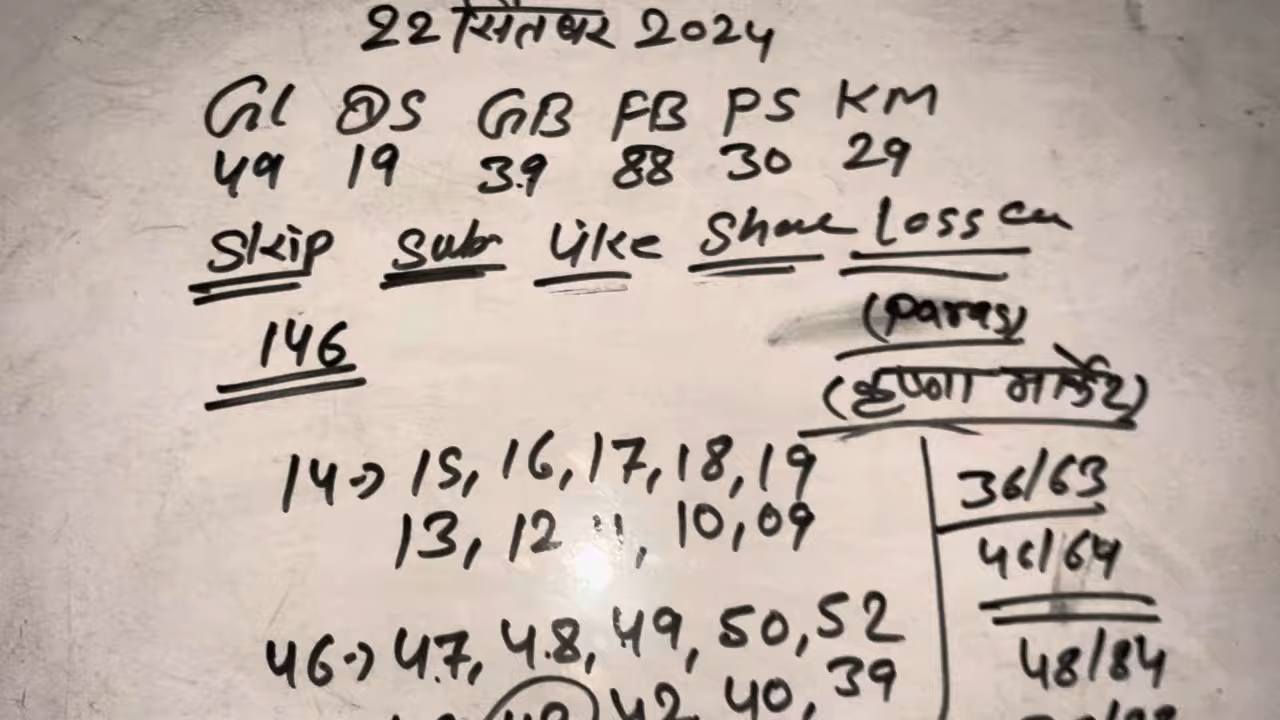 22 सितंबर 2024
GL DS GB FB PS KM
49 19 39 88 30 29
Skip Sub Like Share Loss
146
(Paras)
(कृष्णा मार्केट)
14→ 15, 16, 17, 18, 19
13, 12 11, 10, 09
46→ 47, 48, 49, 50, 52
42, 40, 39
36/63
46/64
48/84